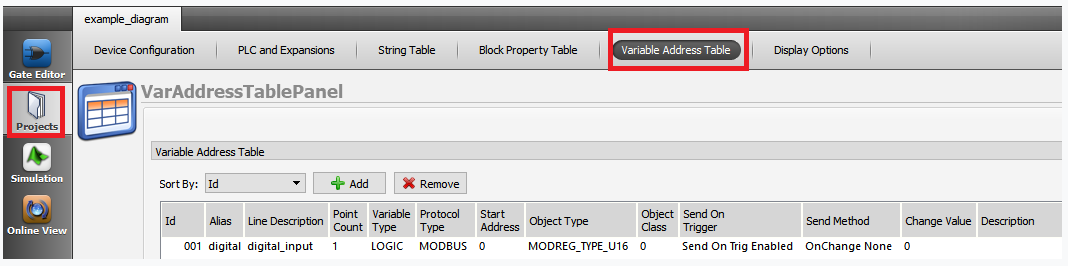 example_diagram
Device Configuration PLC and Expansions String Table Block Property Table Variable Address Table Display Options
Gate Editor
VarAddressTablePanel
Projects
Variable Address Table
Simulation
Sort By: Id Add Remove
Online View
Id Alias Line Description Point Count Variable Type Protocol Type Start Address Object Type Object Class Send On Trigger Send Method Change Value Description
001 digital digital_input 1 LOGIC MODBUS 0 MODREG_TYPE_U16 Send On Trig Enabled OnChange None 0